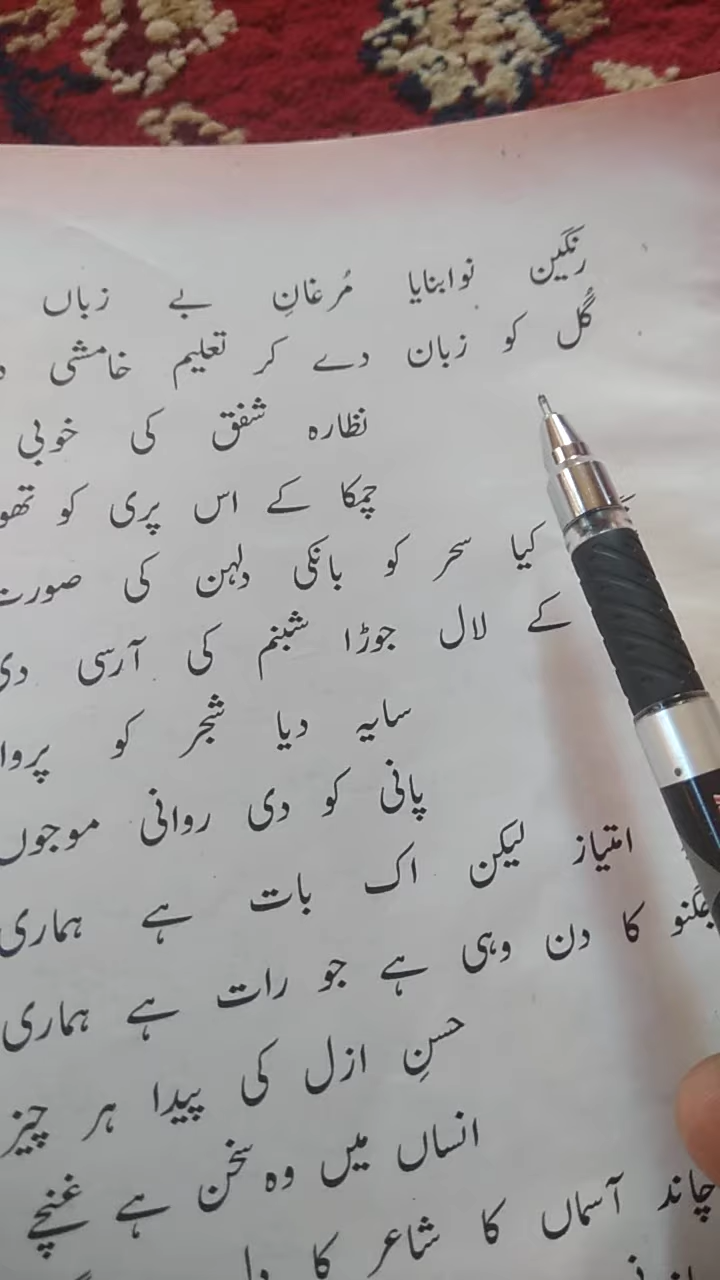 رنگین نوابنایا مُرغانِ بے زباں
گُل کو زبان دے کر تعلیم خامشی
نظارہ شفق کی خوبی
چمکا کے اس پری کو
کیا سحر کو بانکی دلہن کی
کے لال جوڑا شبنم کی آرسی دی
سایہ دیا شجر کو
پانی کو دی روانی موجوں
امتیاز لیکن اک بات ہے ہماری
جگنو کا دن وہی ہے جو رات ہے ہماری
حسنِ ازل کی پیدا ہر چیز
انساں میں وہ سخن ہے غنچے
چاند آسماں کا شاعر کا